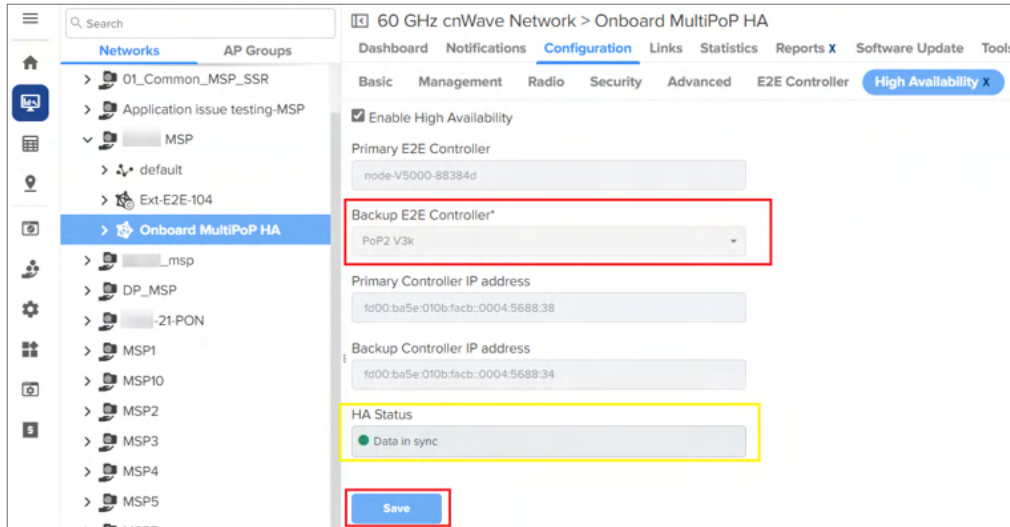 Search
Networks
AP Groups
01_Common_MSP_SSR
Application issue testing-MSP
MSP
default
Ext-E2E-104
Onboard MultiPoP HA
_msp
DP_MSP
-21-PON
MSP1
MSP10
MSP2
MSP3
MSP4
MSP5
60 GHz cnWave Network > Onboard MultiPoP HA
Dashboard Notifications Configuration Links Statistics Reports X Software Update Tools
Basic Management Radio Security Advanced E2E Controller High Availability X
Enable High Availability
Primary E2E Controller
node-V5000-88384d
Backup E2E Controller*
PoP2 V3k
Primary Controller IP address
fd00:ba5e:010b:facb::0004:5688:38
Backup Controller IP address
fd00:ba5e:010b:facb::0004:5688:34
HA Status
Data in sync
Save